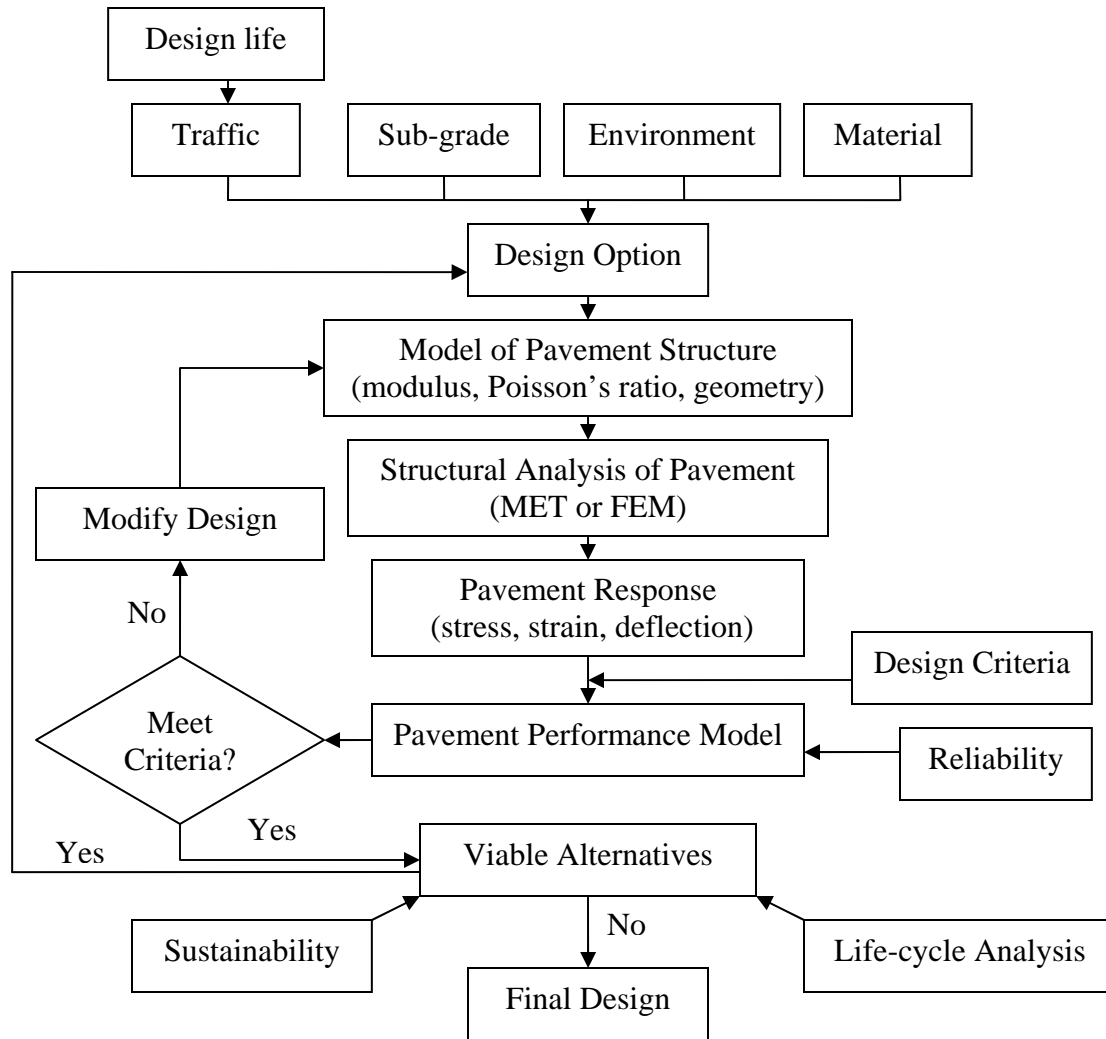 Design life
Traffic
Sub-grade
Environment
Material
Design Option
Model of Pavement Structure
(modulus, Poisson’s ratio, geometry)
Structural Analysis of Pavement
(MET or FEM)
Modify Design
Pavement Response
(stress, strain, deflection)
No
Design Criteria
Meet
Criteria?
Pavement Performance Model
Reliability
Yes
Yes
Viable Alternatives
No
Sustainability
Life-cycle Analysis
Final Design